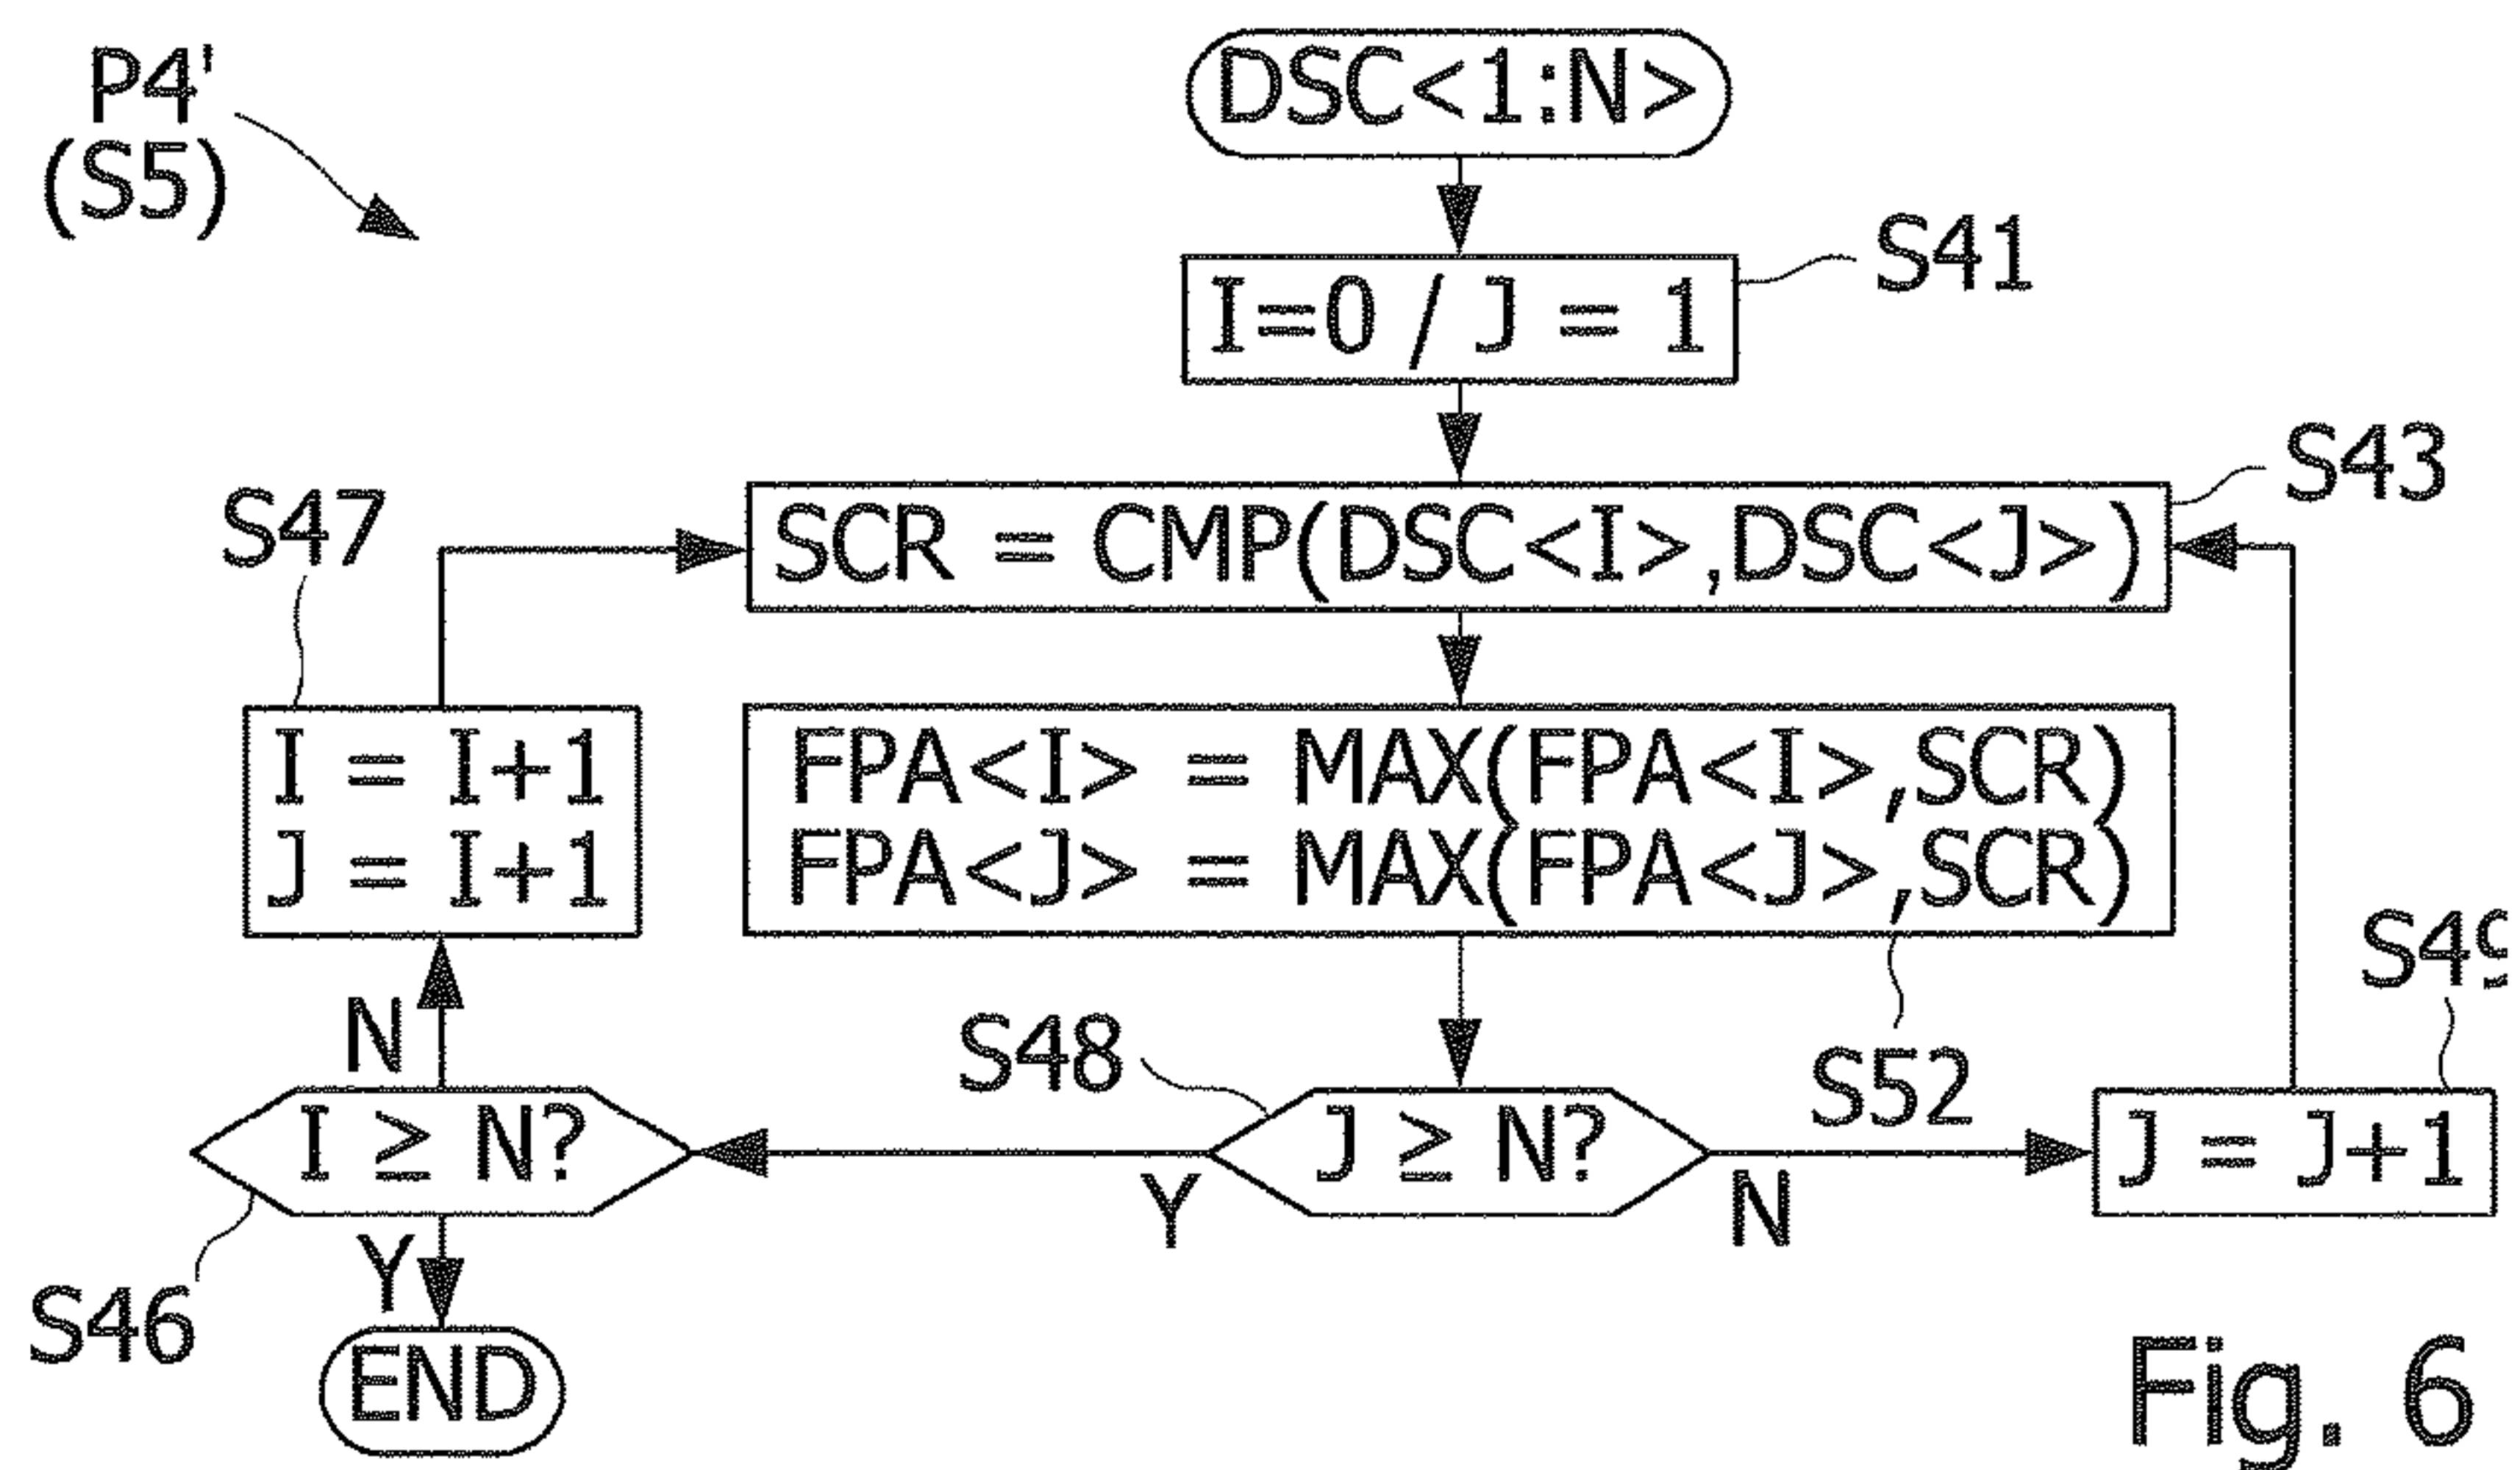 P4'
(S5)
DSC<1:N>
I=0 / J = 1
S41
S43
SCR = CMP(DSC<I>,DSC<J>)
S47
I = I+1
J = I+1
FPA<I> = MAX(FPA<I>,SCR)
FPA<J> = MAX(FPA<J>,SCR)
S49
N
S48
S52
I ≥ N?
J ≥ N?
J = J+1
Y
N
Y
S46
END
Fig. 6